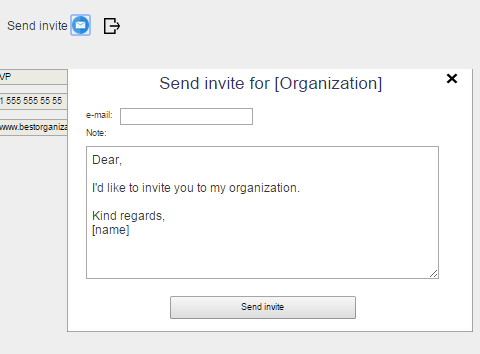 Send invite
VP
1 555 555 55 55
www.bestorganiza
Send invite for [Organization]
e-mail:
Note:
Dear,
I'd like to invite you to my organization.
Kind regards,
[name]
Send invite